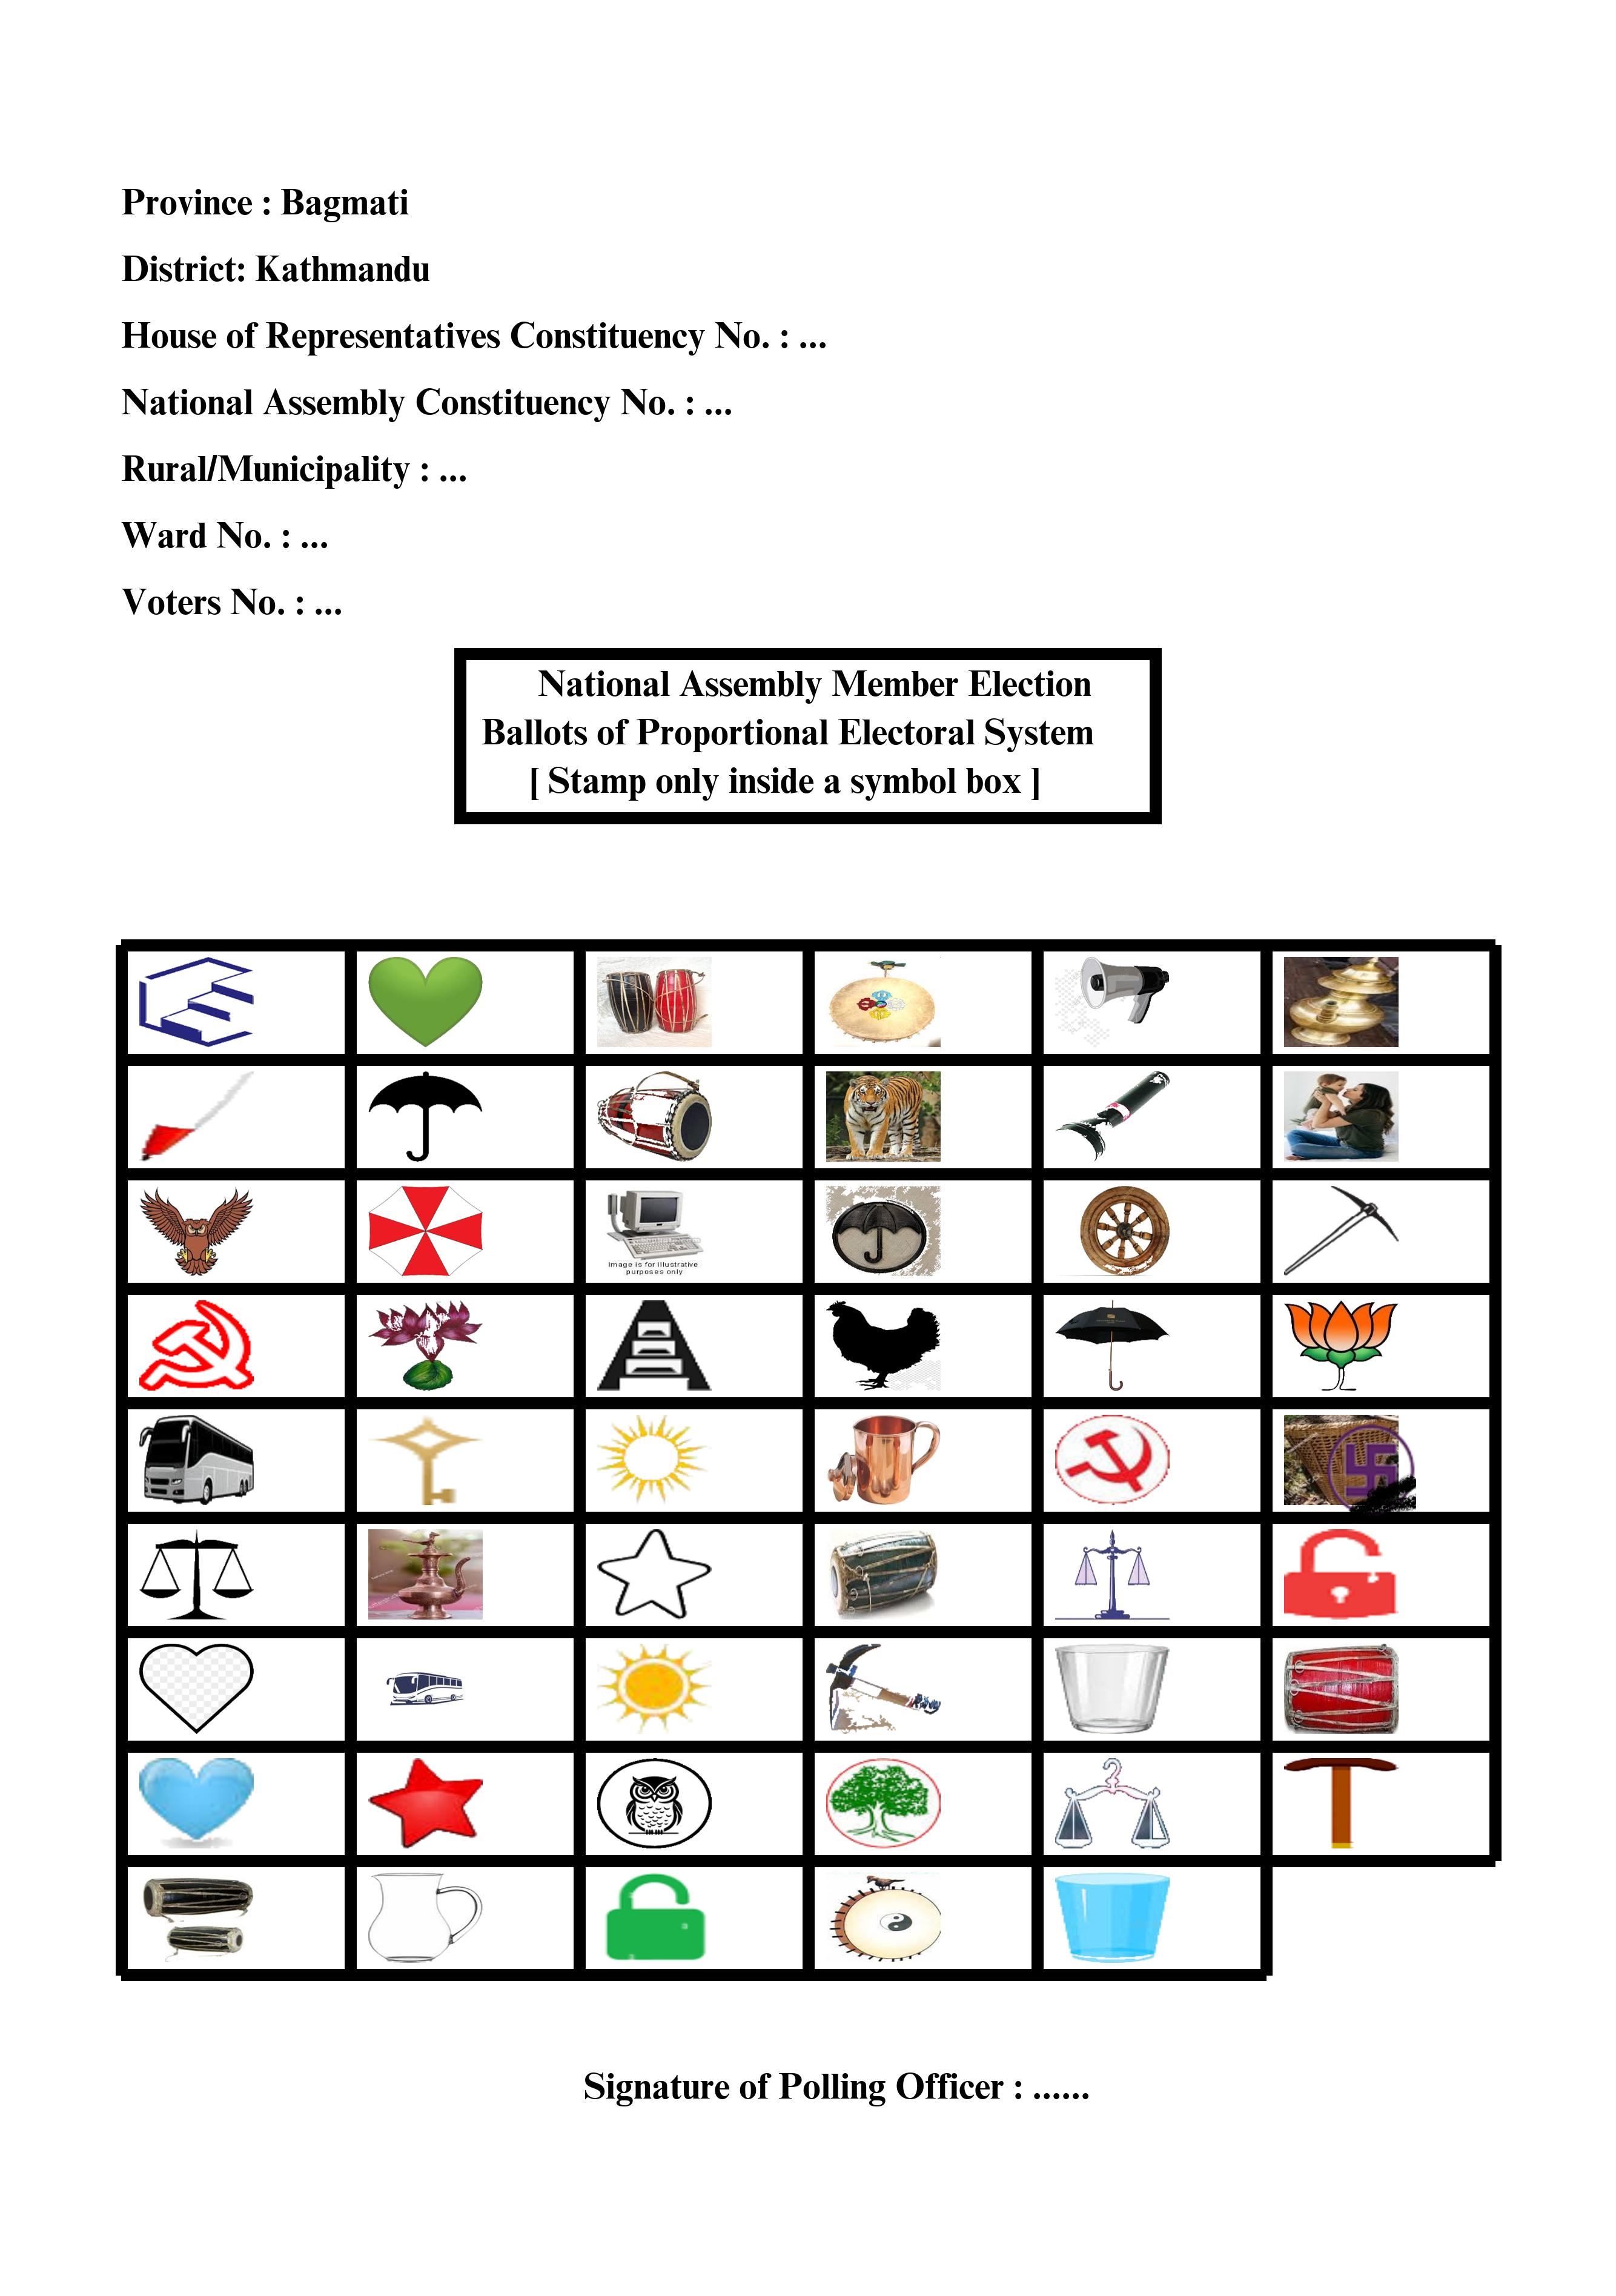 Province : Bagmati
District: Kathmandu
House of Representatives Constituency No. : ...
National Assembly Constituency No. : ...
Rural/Municipality : ...
Ward No. : ...
Voters No. : ...
National Assembly Member Election
Ballots of Proportional Electoral System
[ Stamp only inside a symbol box ]
Image is for illustrative
purposes only
Signature of Polling Officer : ......